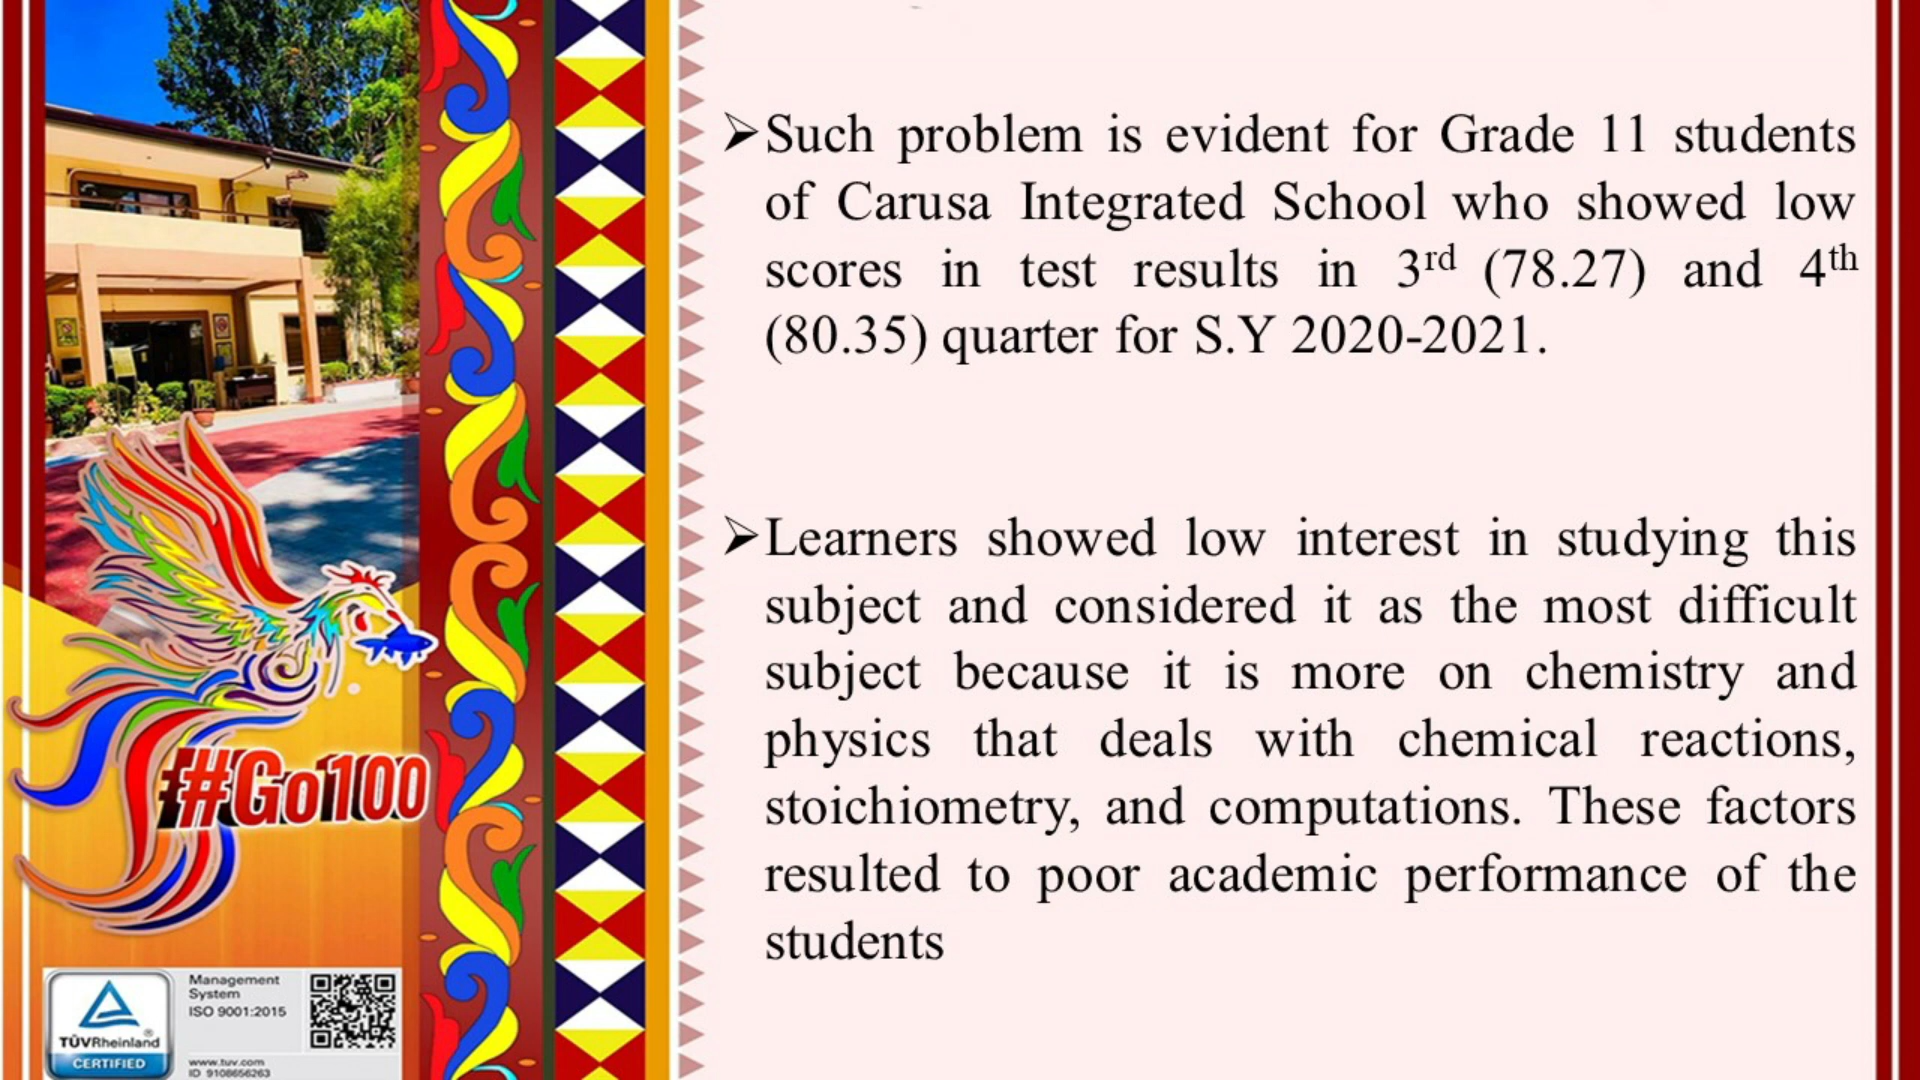 ➢Such problem is evident for Grade 11 students
of Carusa Integrated School who showed low
scores in test results in 3rd (78.27) and 4th
(80.35) quarter for S.Y 2020-2021.
➢Learners showed low interest in studying this
subject and considered it as the most difficult
subject because it is more on chemistry and
physics that deals with chemical reactions,
stoichiometry, and computations. These factors
resulted to poor academic performance of the
students
#Go100
TÜVRheinland®
CERTIFIED
Management
System
ISO 9001:2015
www.tuv.com
ID 9108656263